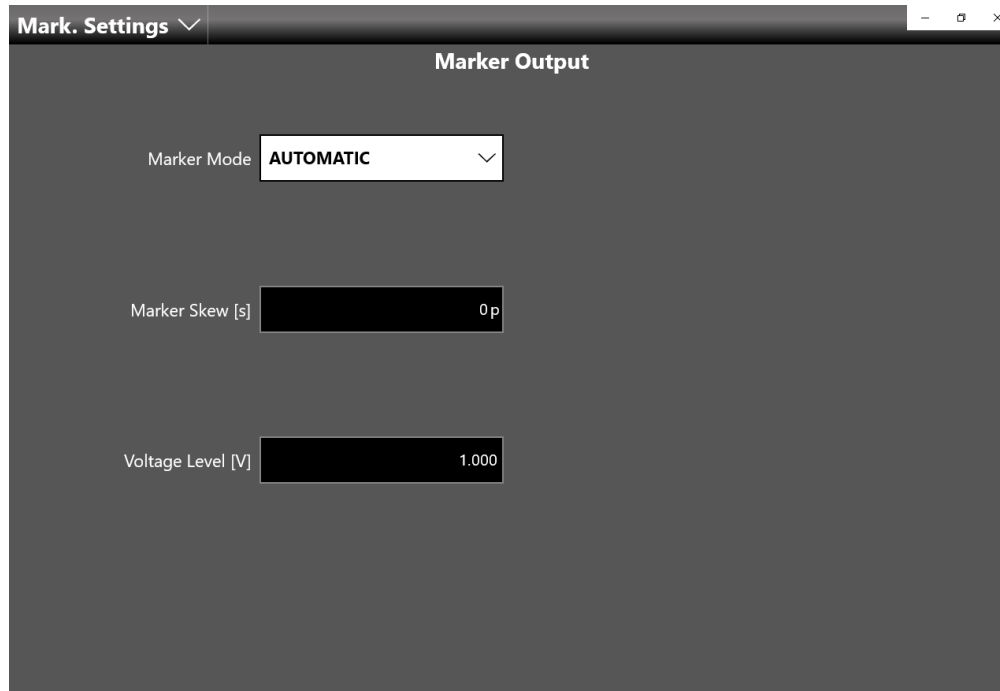 Mark. Settings
Marker Output
Marker Mode AUTOMATIC
Marker Skew [s] 0 p
Voltage Level [V] 1.000